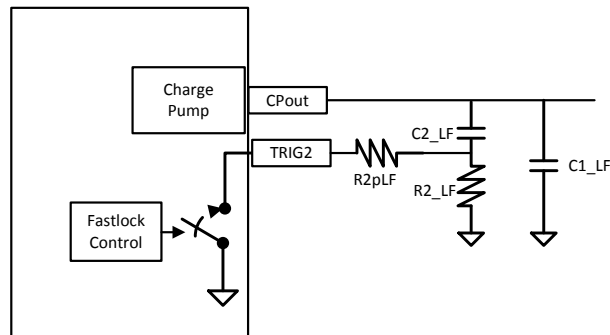 Charge
Pump
CPout
C2_LF
C1_LF
TRIG2
R2pLF
R2_LF
Fastlock
Control